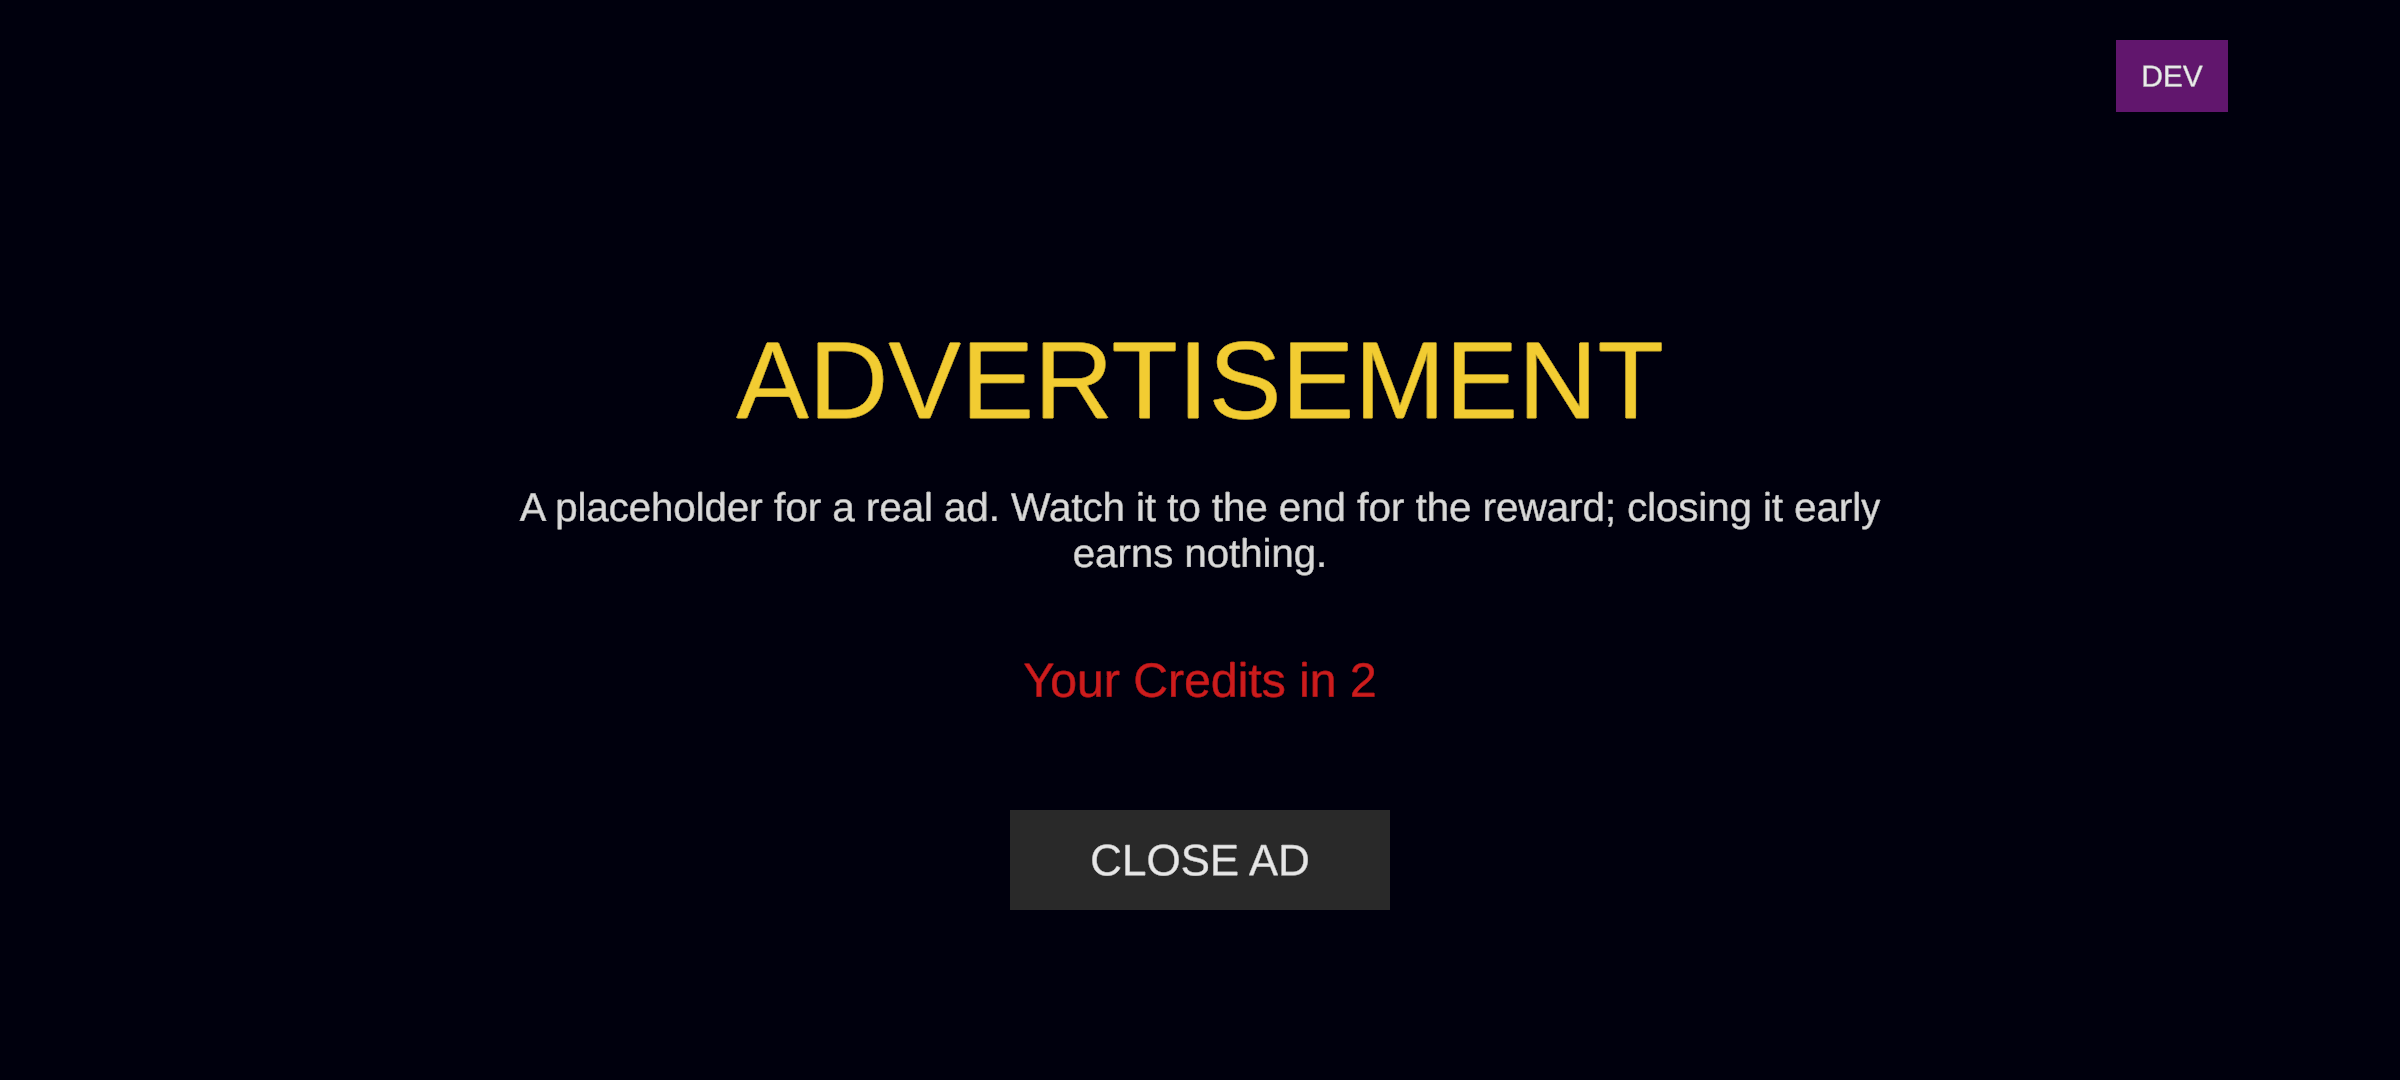 DEV
ADVERTISEMENT
A placeholder for a real ad. Watch it to the end for the reward; closing it early
earns nothing.
Your Credits in 2
CLOSE AD